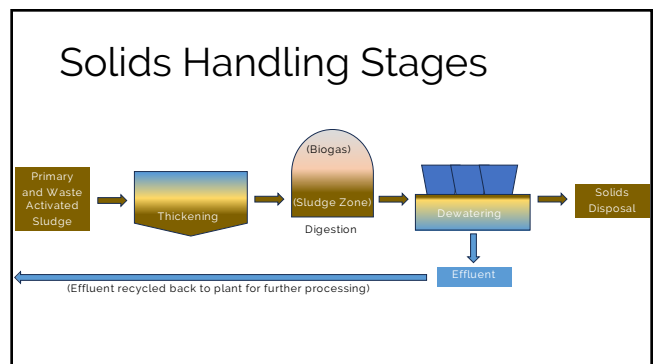 Solids Handling Stages
Primary
and Waste
Activated
Sludge
Thickening
(Biogas)
(Sludge Zone)
Digestion
Dewatering
Solids
Disposal
Effluent
(Effluent recycled back to plant for further processing)